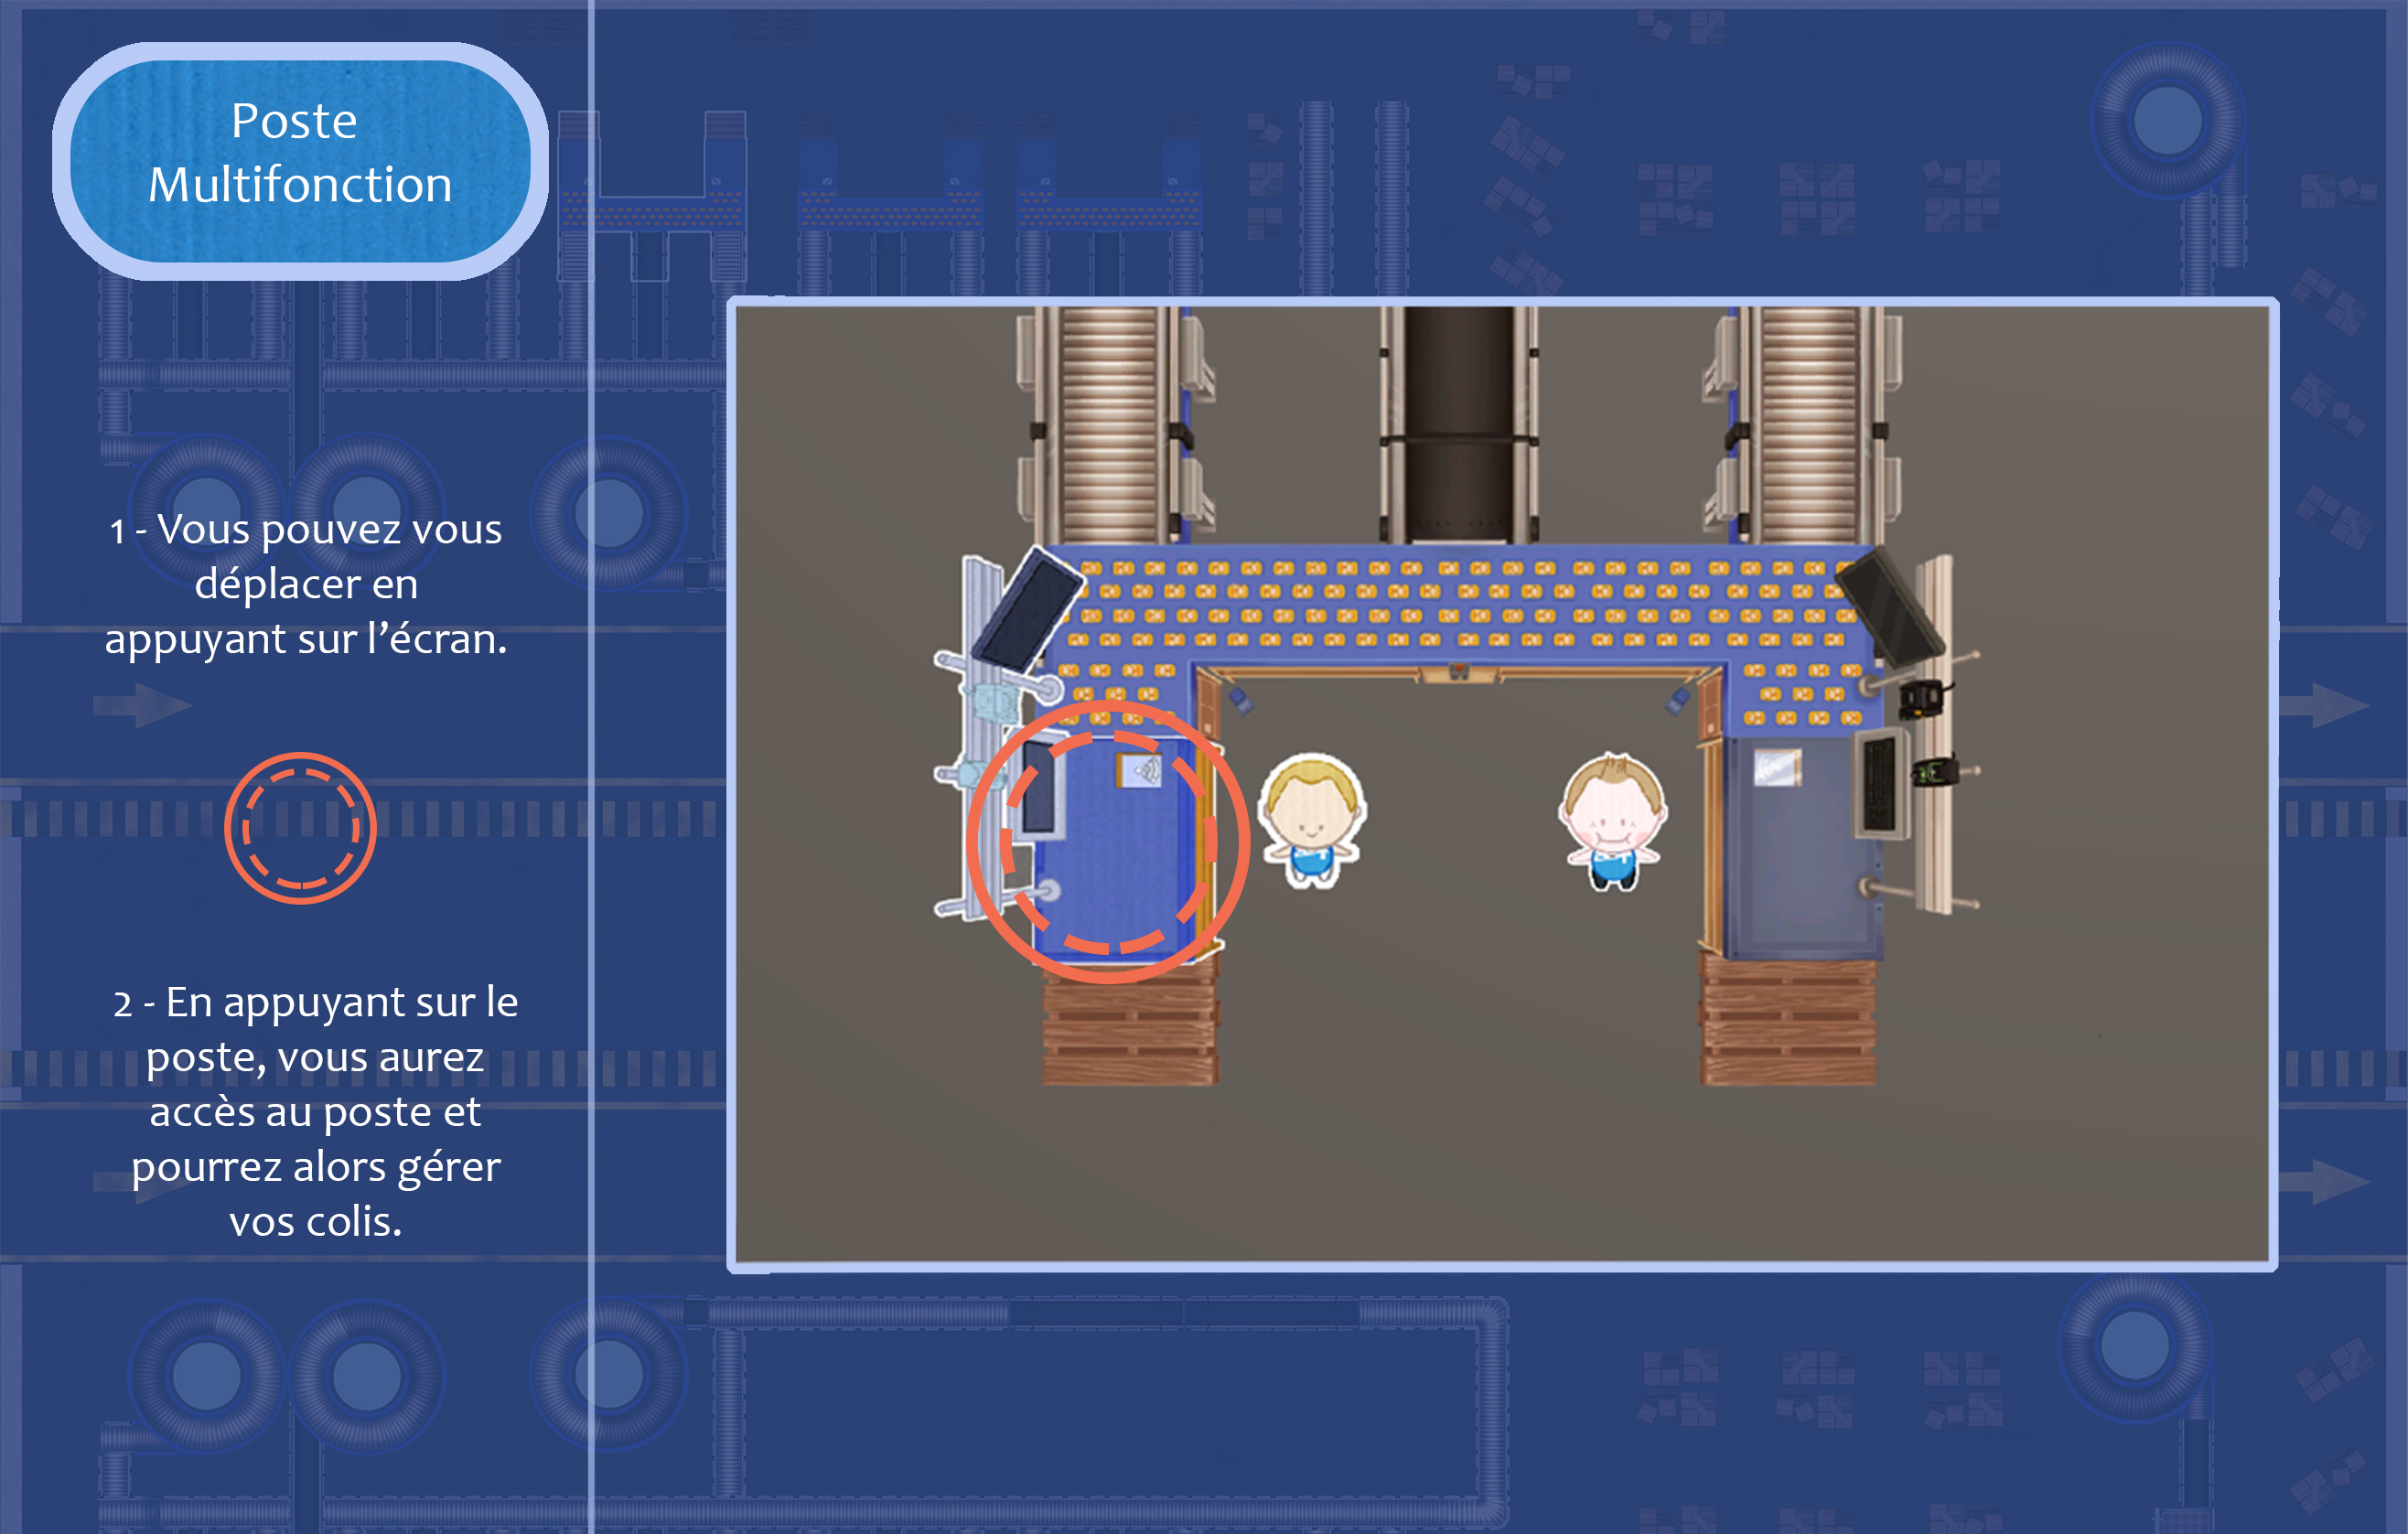 Poste
Multifonction
1 - Vous pouvez vous
déplacer en
appuyant sur l’écran.
2 - En appuyant sur le
poste, vous aurez
accès au poste et
pourrez alors gérer
vos colis.